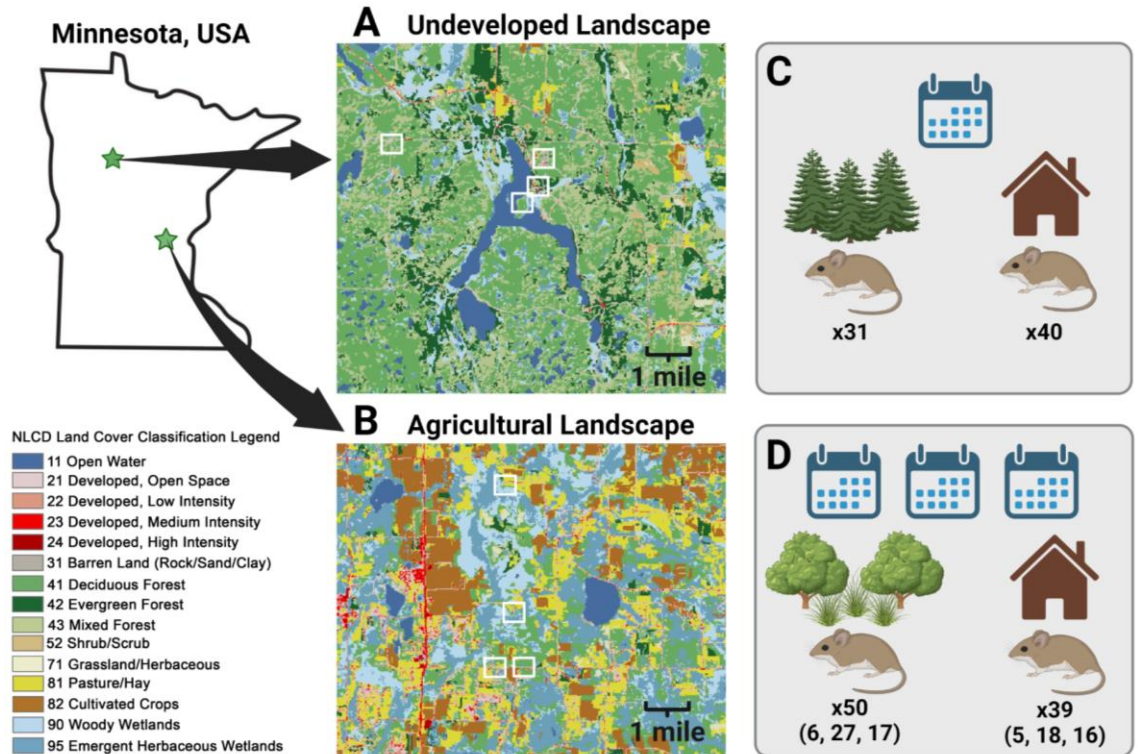 Minnesota, USA
A Undeveloped Landscape
1 mile
B Agricultural Landscape
1 mile
NLCD Land Cover Classification Legend
11 Open Water
21 Developed, Open Space
22 Developed, Low Intensity
23 Developed, Medium Intensity
24 Developed, High Intensity
31 Barren Land (Rock/Sand/Clay)
41 Deciduous Forest
42 Evergreen Forest
43 Mixed Forest
52 Shrub/Scrub
71 Grassland/Herbaceous
81 Pasture/Hay
82 Cultivated Crops
90 Woody Wetlands
95 Emergent Herbaceous Wetlands
C
x31 x40
D
x50 x39
(6, 27, 17) (5, 18, 16)